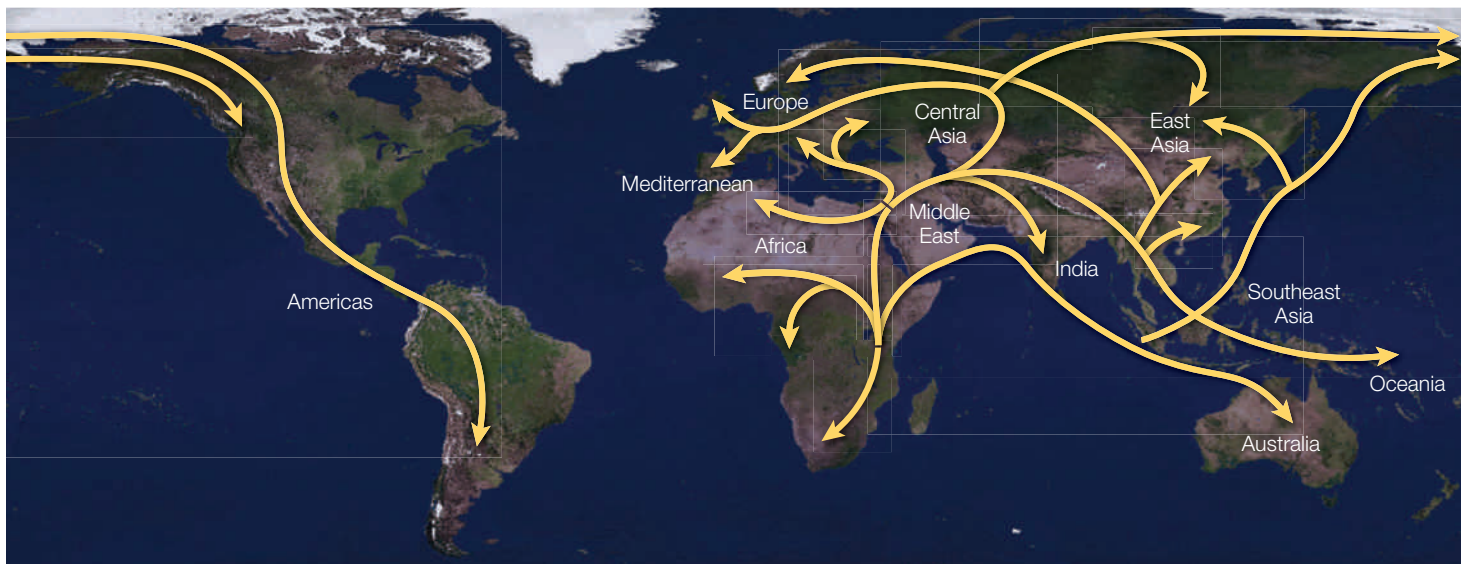 Europe
Central
Asia
East
Asia
Mediterranean
Middle
East
Africa
India
Americas
Southeast
Asia
Oceania
Australia